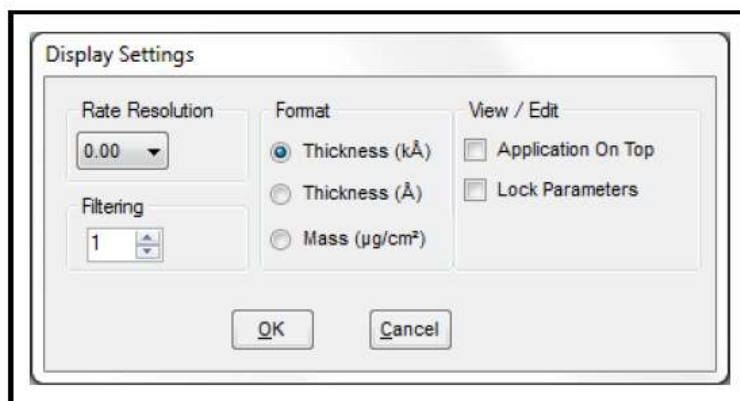 Display Settings
Rate Resolution
0.00
Filtering
1
Format
Thickness (kÅ)
Thickness (Å)
Mass (µg/cm²)
View / Edit
Application On Top
Lock Parameters
OK
Cancel